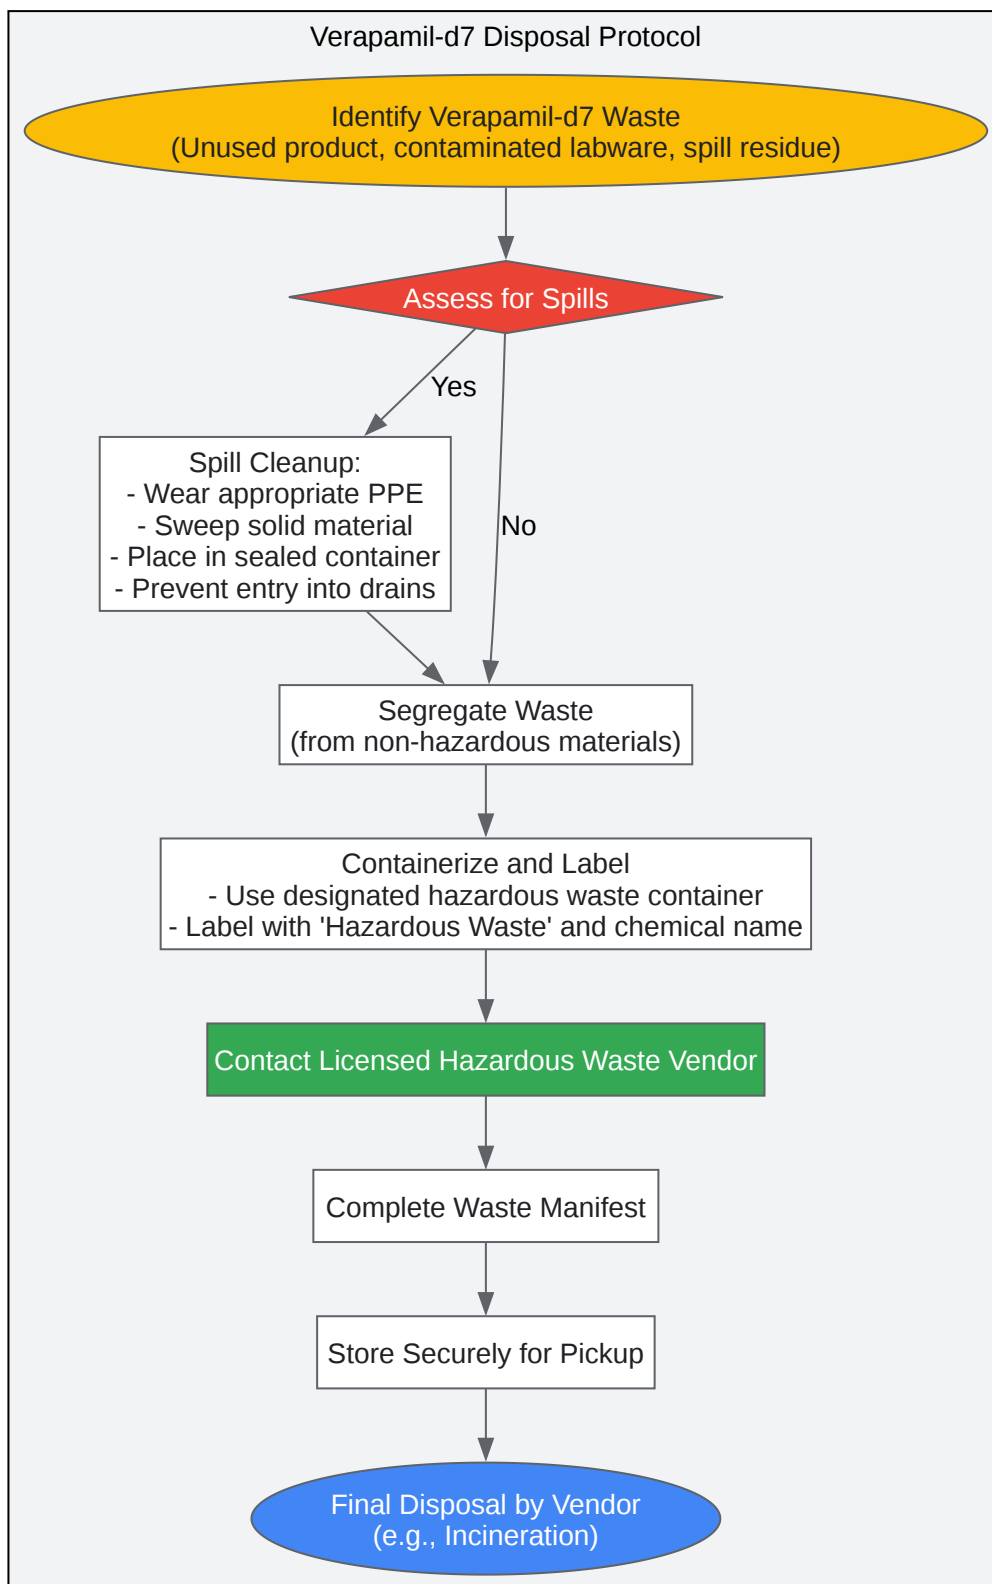 Verapamil-d7 Disposal Protocol
Identify Verapamil-d7 Waste
(Unused product, contaminated labware, spill residue)
Assess for Spills
Yes
Spill Cleanup:
- Wear appropriate PPE
- Sweep solid material
- Place in sealed container
- Prevent entry into drains
No
Segregate Waste
(from non-hazardous materials)
Containerize and Label
- Use designated hazardous waste container
- Label with 'Hazardous Waste' and chemical name
Contact Licensed Hazardous Waste Vendor
Complete Waste Manifest
Store Securely for Pickup
Final Disposal by Vendor
(e.g., Incineration)